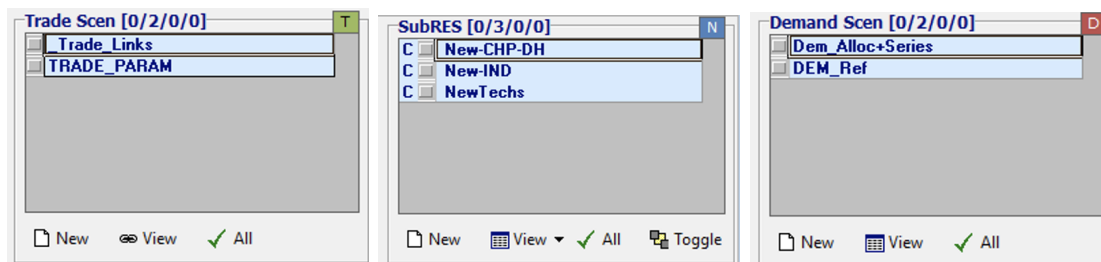 Trade Scen [0/2/0/0]
T
_Trade_Links
TRADE_PARAM
New
View
All
SubRES [0/3/0/0]
N
C New-CHP-DH
C New-IND
C NewTechs
New
View
All
Toggle
Demand Scen [0/2/0/0]
D
Dem_Alloc+Series
DEM_Ref
New
View
All